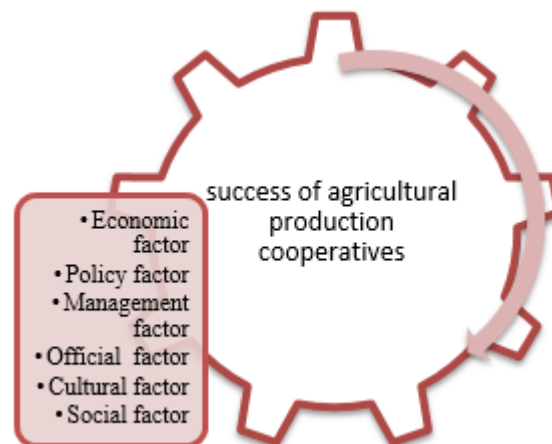 success of agricultural
production
cooperatives
• Economic
factor
• Policy factor
• Management
factor
• Official factor
• Cultural factor
• Social factor